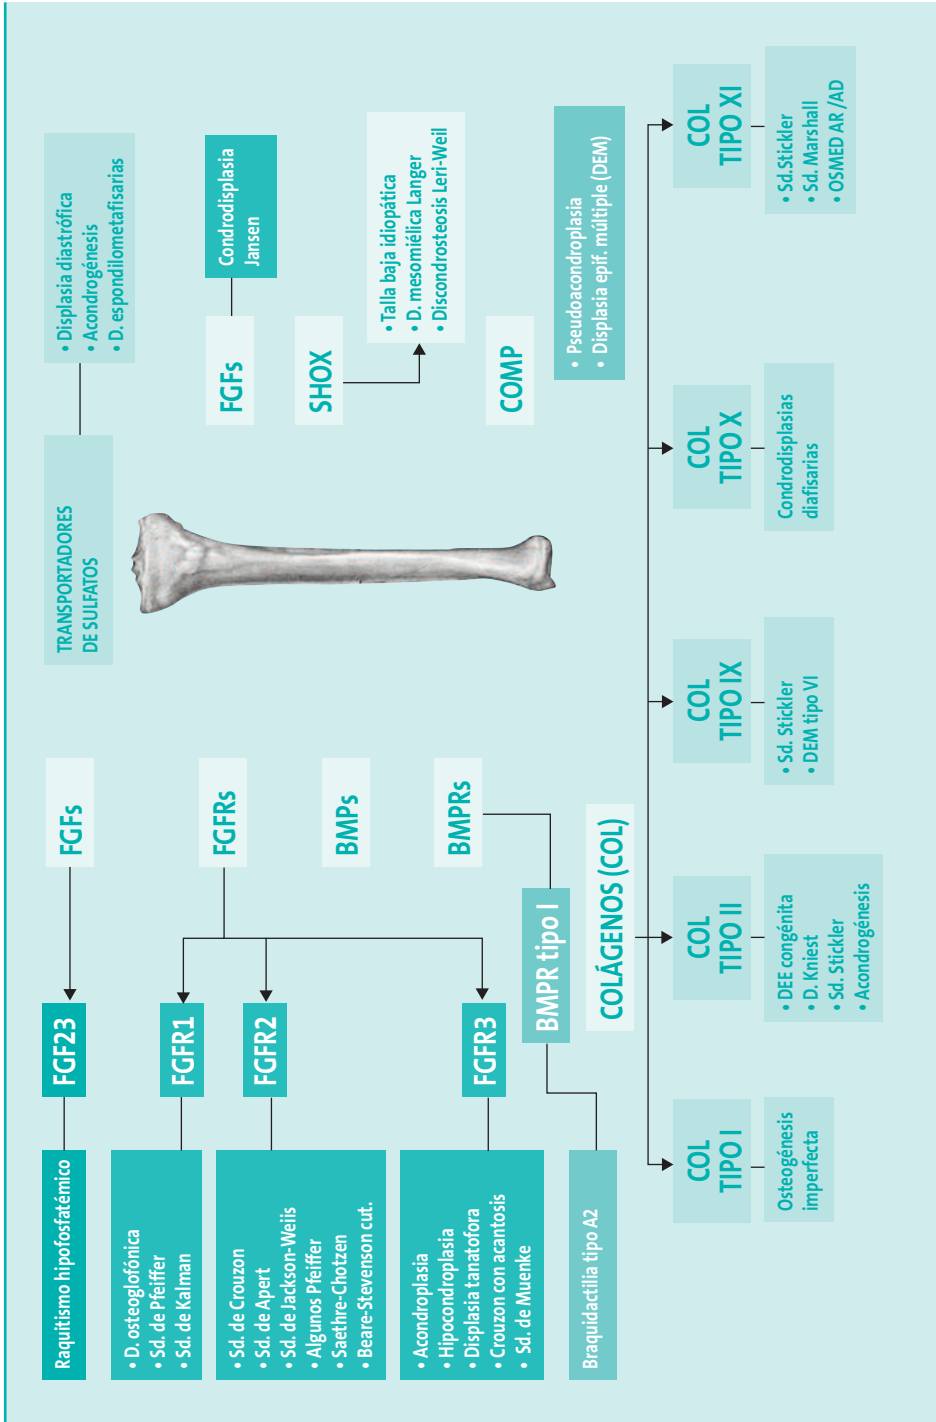 Raquitismo hipofosfatémico
FGF23
FGFs
• D. osteoglofónica
• Sd. de Pfeiffer
• Sd. de Kalman
FGFR1
FGFRs
• Sd. de Crouzon
• Sd. de Apert
• Sd. de Jackson-Weiis
• Algunos Pfeiffer
• Saethre-Chotzen
• Beare-Stevenson cut.
FGFR2
BMPs
• Acondroplasia
• Hipocondroplasia
• Displasia tanatofora
• Crouzon con acantosis
• Sd. de Muenke
FGFR3
BMPRs
Braquidactilia tipo A2
BMPR tipo I
TRANSPORTADORES
DE SULFATOS
• Displasia diastrófica
• Acondrogénesis
• D. espondilometafisarias
FGFs
Condrodisplasia
Jansen
SHOX
• Talla baja idiopática
• D. mesomiélica Langer
• Discondrosteosis Leri-Weil
COMP
• Pseudoacondroplasia
• Displasia epif. múltiple (DEM)
COLÁGENOS (COL)
COL
TIPO I
Osteogénesis
imperfecta
COL
TIPO II
• DEE congénita
• D. Kniest
• Sd. Stickler
• Acondrogénesis
COL
TIPO IX
• Sd. Stickler
• DEM tipo VI
COL
TIPO X
Condrodisplasias
diafisarias
COL
TIPO XI
• Sd.Stickler
• Sd. Marshall
• OSMED AR /AD